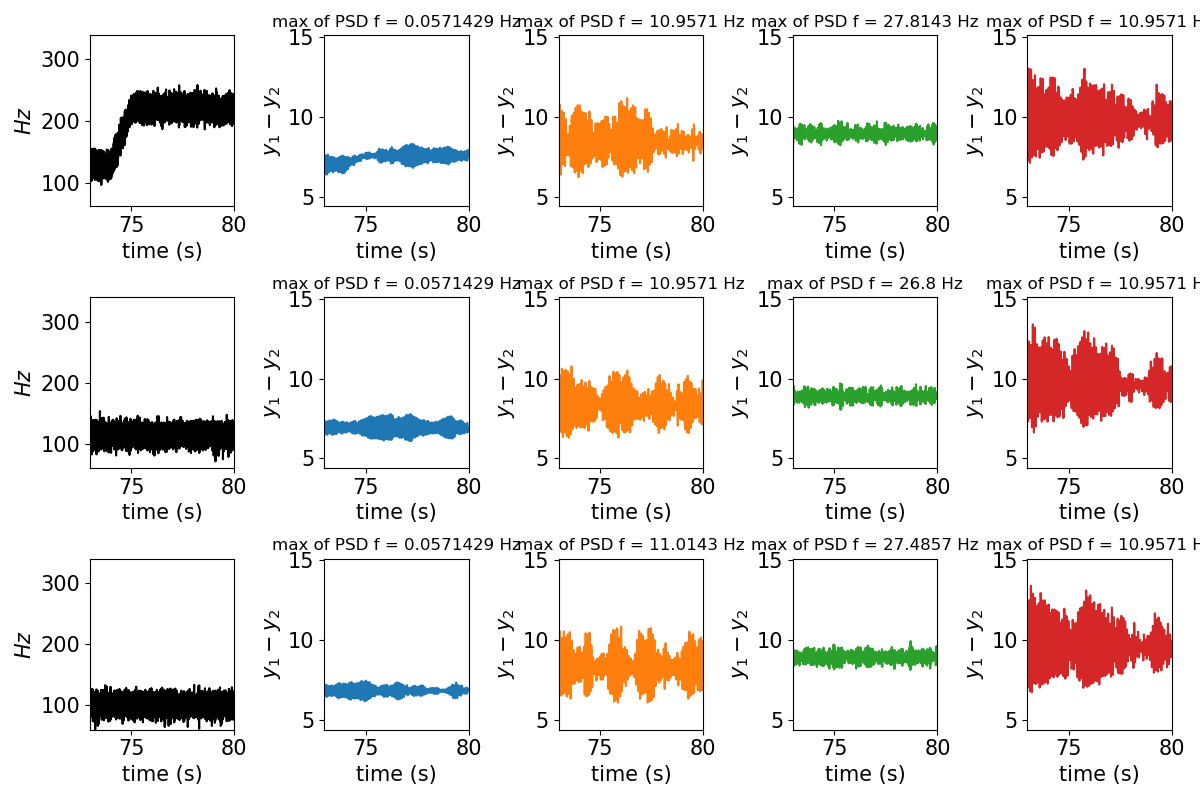 max of PSD f = 0.0571429 Hz max of PSD f = 10.9571 Hz max of PSD f = 27.8143 Hz max of PSD f = 10.9571 H
Hz 300 200 100 75 80 time (s)
y₁ − y₂ 15 10 5 75 80 time (s)
y₁ − y₂ 15 10 5 75 80 time (s)
y₁ − y₂ 15 10 5 75 80 time (s)
y₁ − y₂ 15 10 5 75 80 time (s)
max of PSD f = 0.0571429 Hz max of PSD f = 10.9571 Hz max of PSD f = 26.8 Hz max of PSD f = 10.9571 H
Hz 300 200 100 75 80 time (s)
y₁ − y₂ 15 10 5 75 80 time (s)
y₁ − y₂ 15 10 5 75 80 time (s)
y₁ − y₂ 15 10 5 75 80 time (s)
y₁ − y₂ 15 10 5 75 80 time (s)
max of PSD f = 0.0571429 Hz max of PSD f = 11.0143 Hz max of PSD f = 27.4857 Hz max of PSD f = 10.9571 H
Hz 300 200 100 75 80 time (s)
y₁ − y₂ 15 10 5 75 80 time (s)
y₁ − y₂ 15 10 5 75 80 time (s)
y₁ − y₂ 15 10 5 75 80 time (s)
y₁ − y₂ 15 10 5 75 80 time (s)